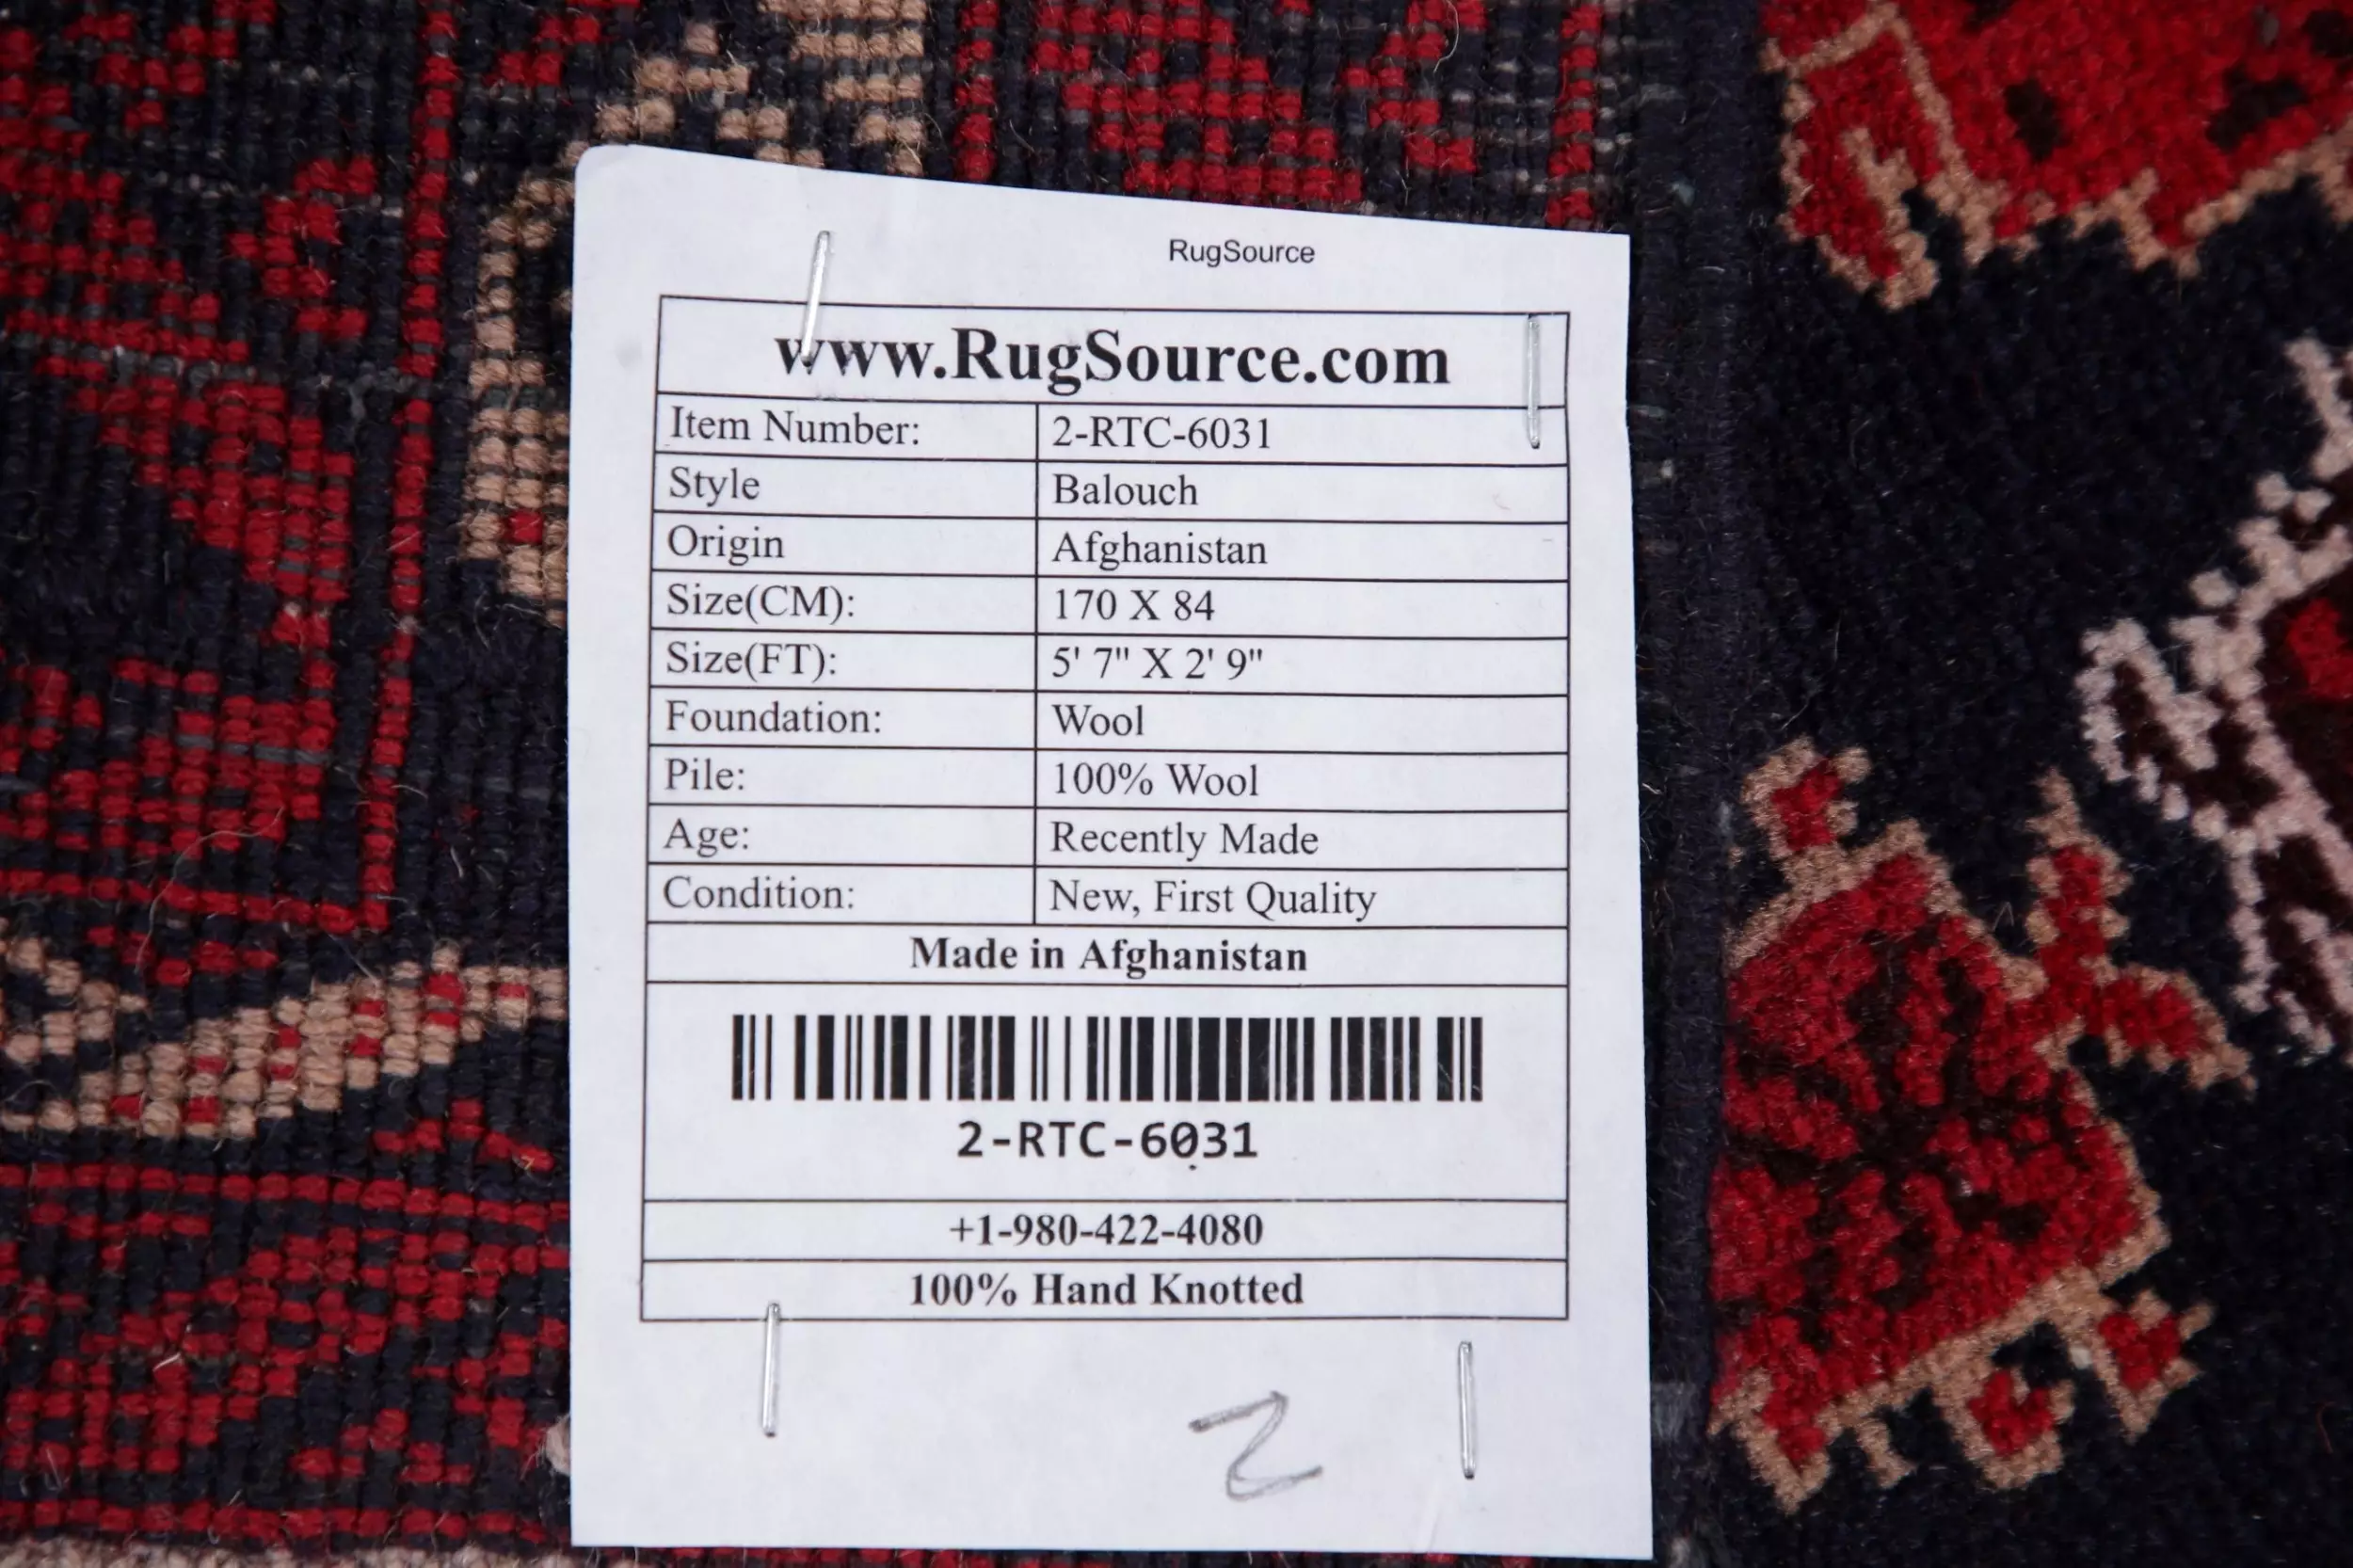 RugSource
www.RugSource.com
Item Number: 2-RTC-6031
Style Balouch
Origin Afghanistan
Size(CM): 170 X 84
Size(FT): 5' 7" X 2' 9"
Foundation: Wool
Pile: 100% Wool
Age: Recently Made
Condition: New, First Quality
Made in Afghanistan
2-RTC-6031
+1-980-422-4080
100% Hand Knotted
2